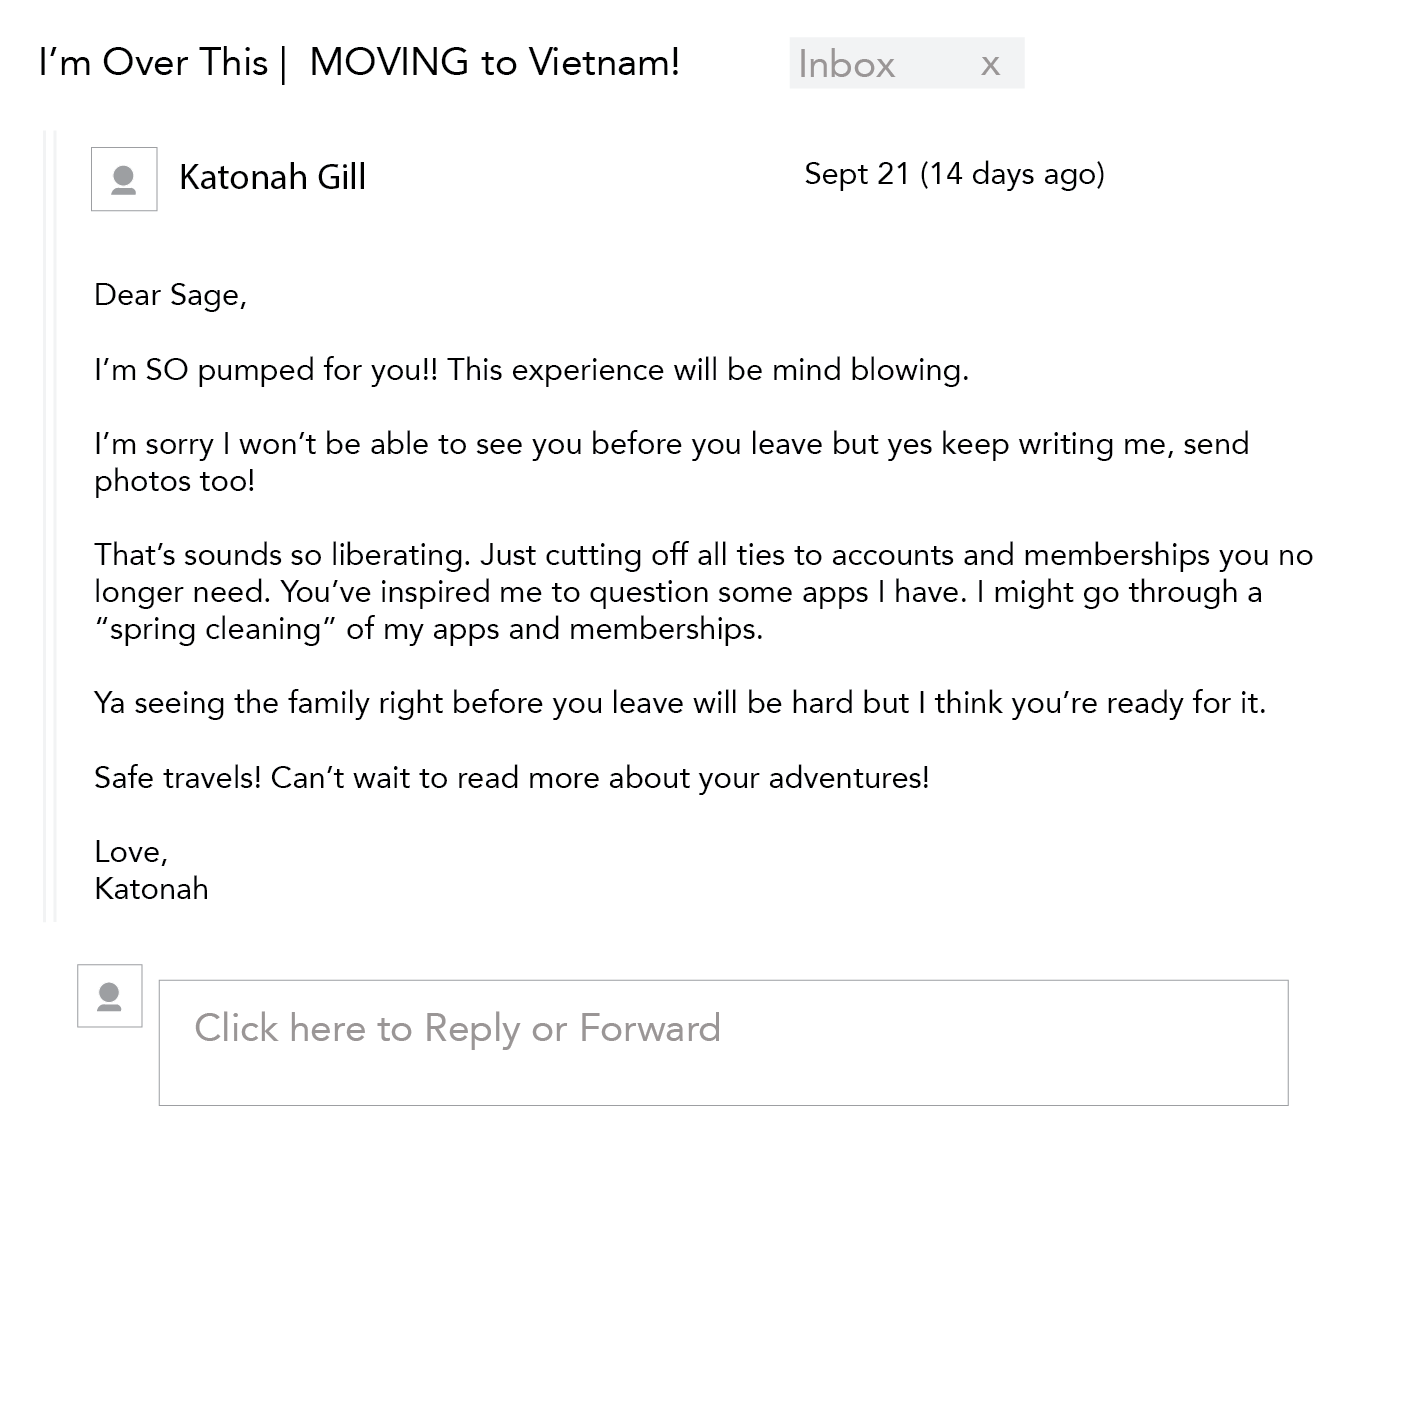 I’m Over This |  MOVING to Vietnam!
Inbox x
Katonah Gill
Sept 21 (14 days ago)
Dear Sage,
I’m SO pumped for you!! This experience will be mind blowing.
I’m sorry I won’t be able to see you before you leave but yes keep writing me, send
photos too!
That’s sounds so liberating. Just cutting off all ties to accounts and memberships you no
longer need. You’ve inspired me to question some apps I have. I might go through a
“spring cleaning” of my apps and memberships.
Ya seeing the family right before you leave will be hard but I think you’re ready for it.
Safe travels! Can’t wait to read more about your adventures!
Love,
Katonah
Click here to Reply or Forward